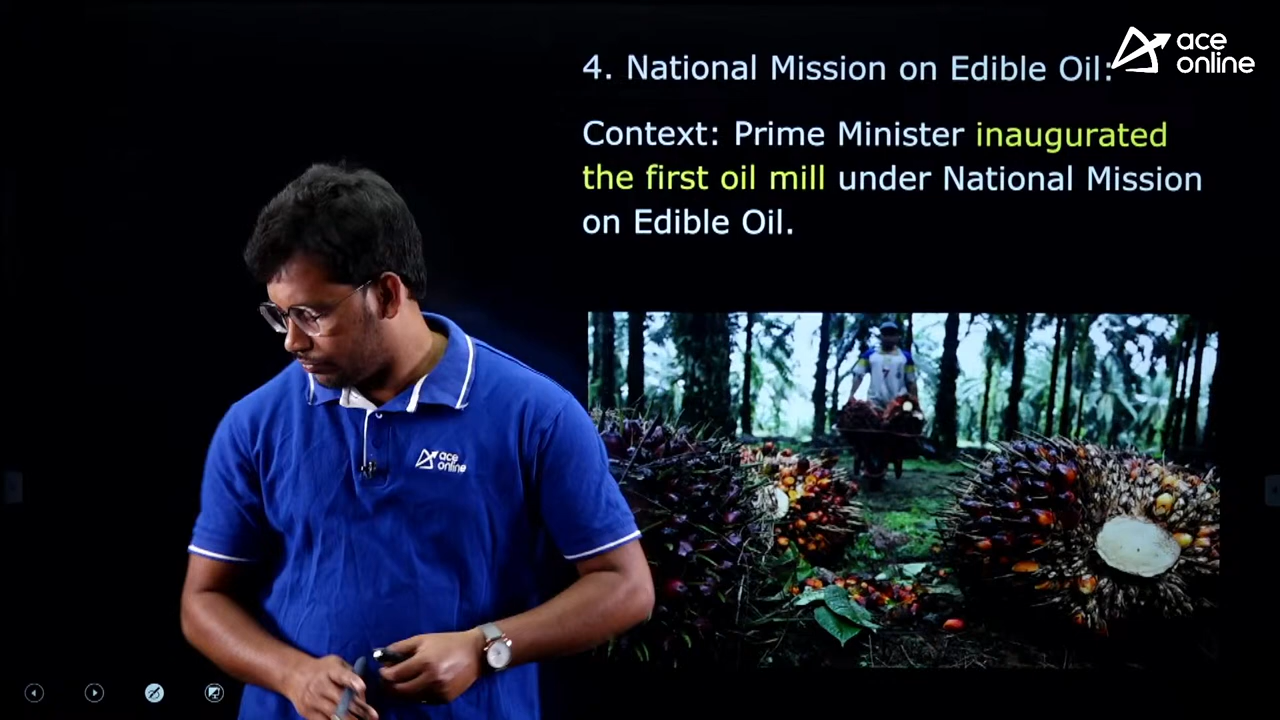 ace
online
4. National Mission on Edible Oil:
Context: Prime Minister inaugurated
the first oil mill under National Mission
on Edible Oil.
ace
online